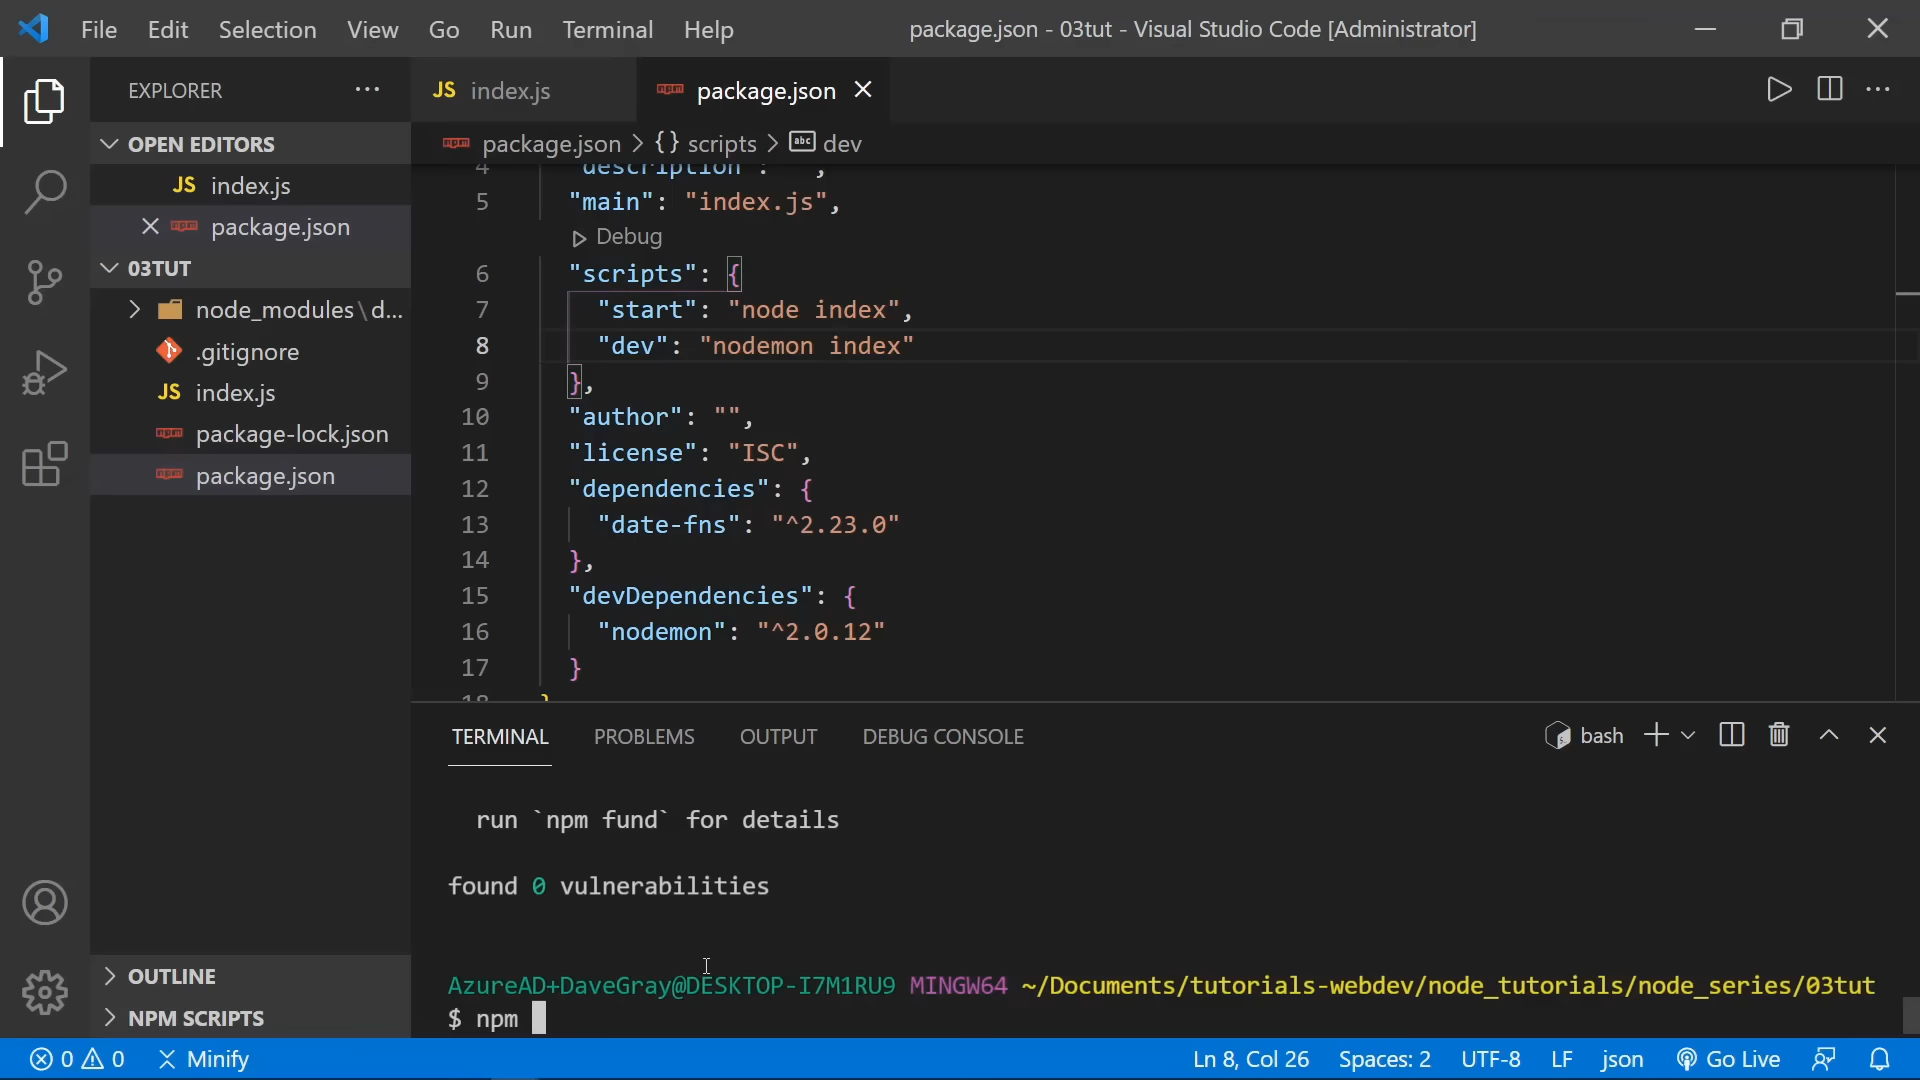 File Edit Selection View Go Run Terminal Help package.json - 03tut - Visual Studio Code [Administrator]
EXPLORER
OPEN EDITORS
JS index.js
package.json
03TUT
node_modules\d...
.gitignore
JS index.js
package-lock.json
package.json
OUTLINE
NPM SCRIPTS
JS index.js
package.json
package.json > {} scripts > abc dev
4 "description": "",
5 "main": "index.js",
Debug
6 "scripts": {
7 "start": "node index",
8 "dev": "nodemon index"
9 },
10 "author": "",
11 "license": "ISC",
12 "dependencies": {
13 "date-fns": "^2.23.0"
14 },
15 "devDependencies": {
16 "nodemon": "^2.0.12"
17 }
18 }
TERMINAL PROBLEMS OUTPUT DEBUG CONSOLE bash
run `npm fund` for details
found 0 vulnerabilities
AzureAD+DaveGray@DESKTOP-I7M1RU9 MINGW64 ~/Documents/tutorials-webdev/node_tutorials/node_series/03tut
$ npm
0 0 Minify Ln 8, Col 26 Spaces: 2 UTF-8 LF json Go Live